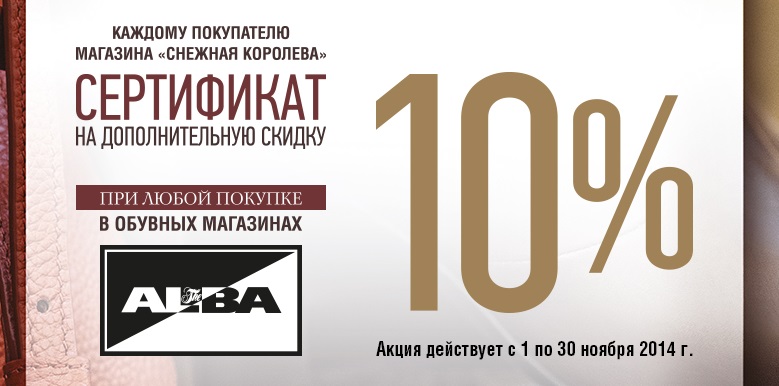 КАЖДОМУ ПОКУПАТЕЛЮ
МАГАЗИНА «СНЕЖНАЯ КОРОЛЕВА»
СЕРТИФИКАТ
НА ДОПОЛНИТЕЛЬНУЮ СКИДКУ
10%
ПРИ ЛЮБОЙ ПОКУПКЕ
В ОБУВНЫХ МАГАЗИНАХ
The
ALBA
Акция действует с 1 по 30 ноября 2014 г.